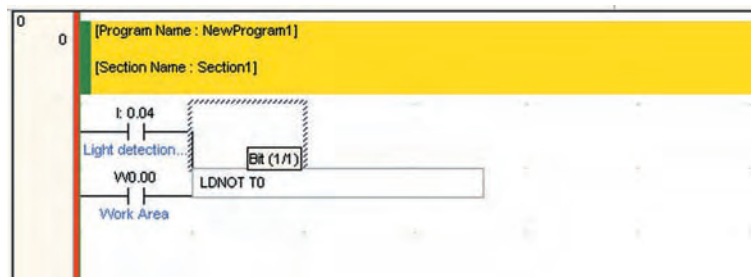 0
0
[Program Name : NewProgram1]
[Section Name : Section1]
I: 0.04
Light detection...
Bit (1/1)
W0.00
LDNOT T0
Work Area